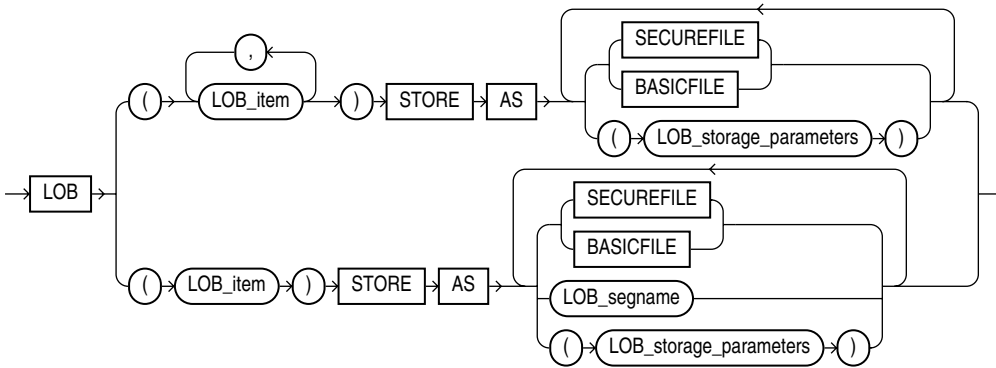 ,
SECUREFILE
BASICFILE
( LOB_item ) STORE AS
( LOB_storage_parameters )
LOB
SECUREFILE
BASICFILE
( LOB_item ) STORE AS
LOB_segname
( LOB_storage_parameters )